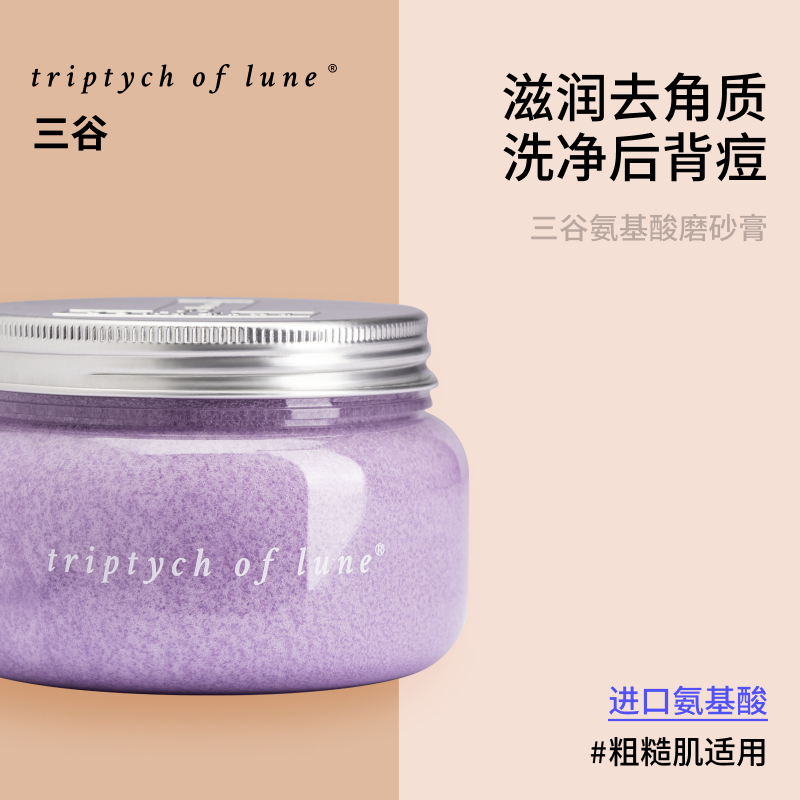 triptych of lune®
三谷
滋润去角质
洗净后背痘
三谷氨基酸磨砂膏
triptych of lune®
进口氨基酸
#粗糙肌适用